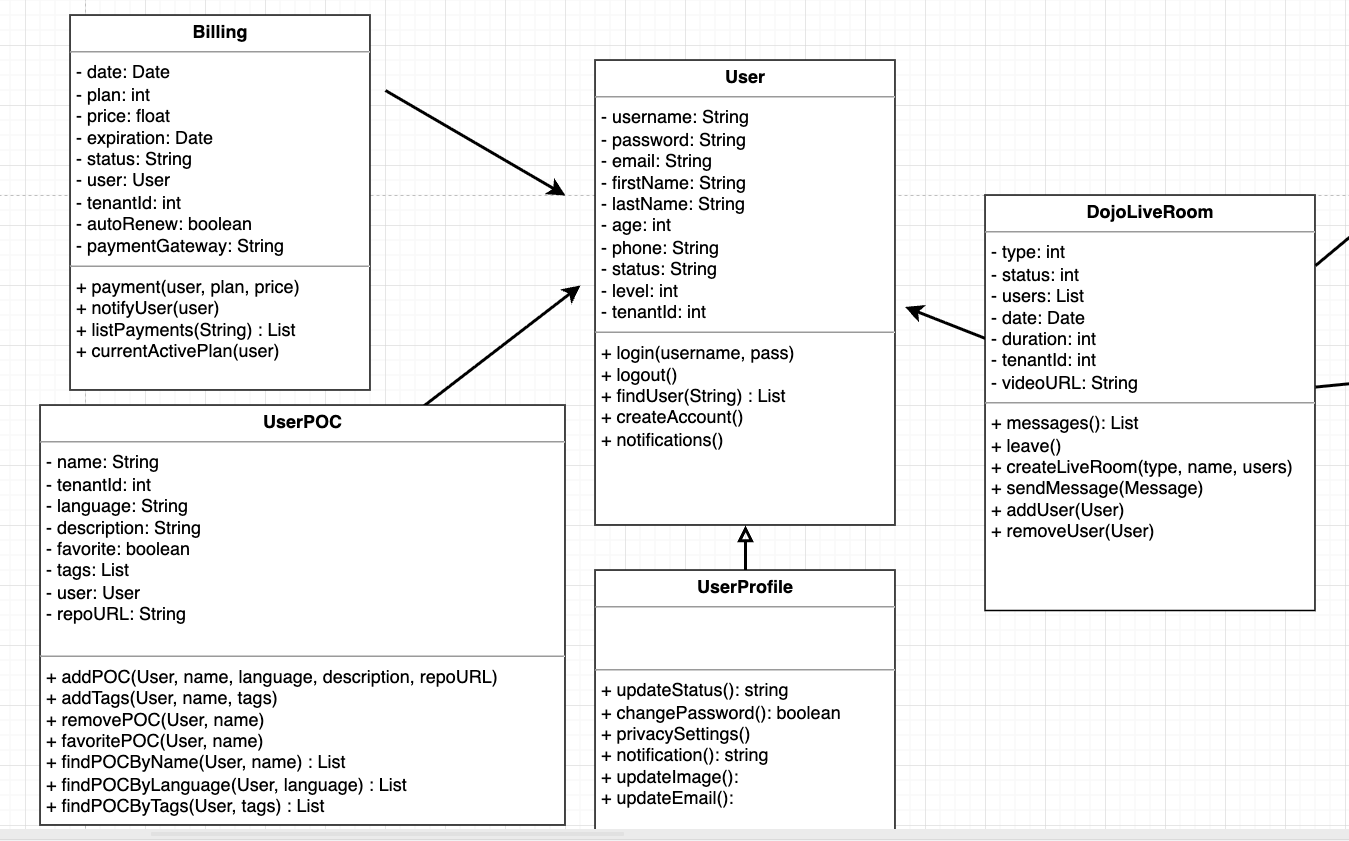 Billing
- date: Date
- plan: int
- price: float
- expiration: Date
- status: String
- user: User
- tenantId: int
- autoRenew: boolean
- paymentGateway: String
+ payment(user, plan, price)
+ notifyUser(user)
+ listPayments(String) : List
+ currentActivePlan(user)
UserPOC
- name: String
- tenantId: int
- language: String
- description: String
- favorite: boolean
- tags: List
- user: User
- repoURL: String
+ addPOC(User, name, language, description, repoURL)
+ addTags(User, name, tags)
+ removePOC(User, name)
+ favoritePOC(User, name)
+ findPOCByName(User, name) : List
+ findPOCByLanguage(User, language) : List
+ findPOCByTags(User, tags) : List
User
- username: String
- password: String
- email: String
- firstName: String
- lastName: String
- age: int
- phone: String
- status: String
- level: int
- tenantId: int
+ login(username, pass)
+ logout()
+ findUser(String) : List
+ createAccount()
+ notifications()
UserProfile
+ updateStatus(): string
+ changePassword(): boolean
+ privacySettings()
+ notification(): string
+ updateImage():
+ updateEmail():
DojoLiveRoom
- type: int
- status: int
- users: List
- date: Date
- duration: int
- tenantId: int
- videoURL: String
+ messages(): List
+ leave()
+ createLiveRoom(type, name, users)
+ sendMessage(Message)
+ addUser(User)
+ removeUser(User)